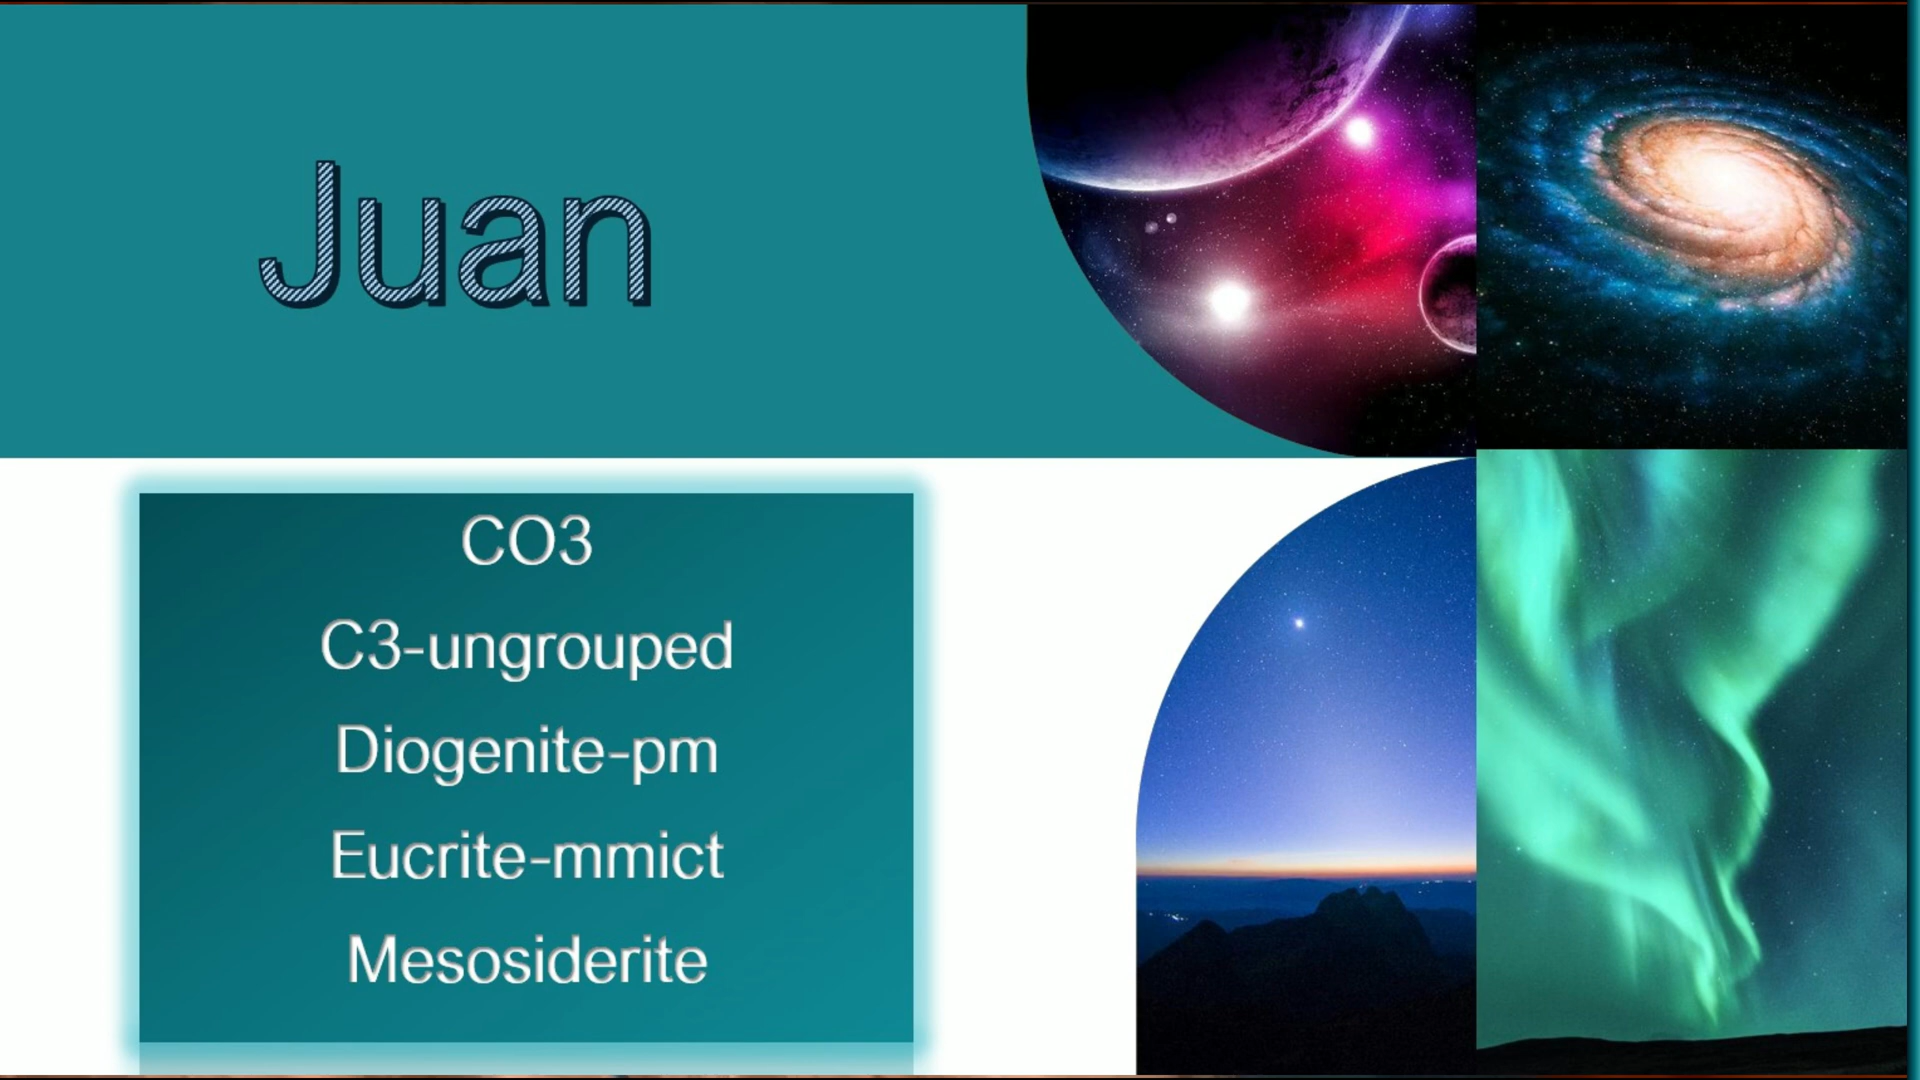 Juan
CO3
C3-ungrouped
Diogenite-pm
Eucrite-mmict
Mesosiderite